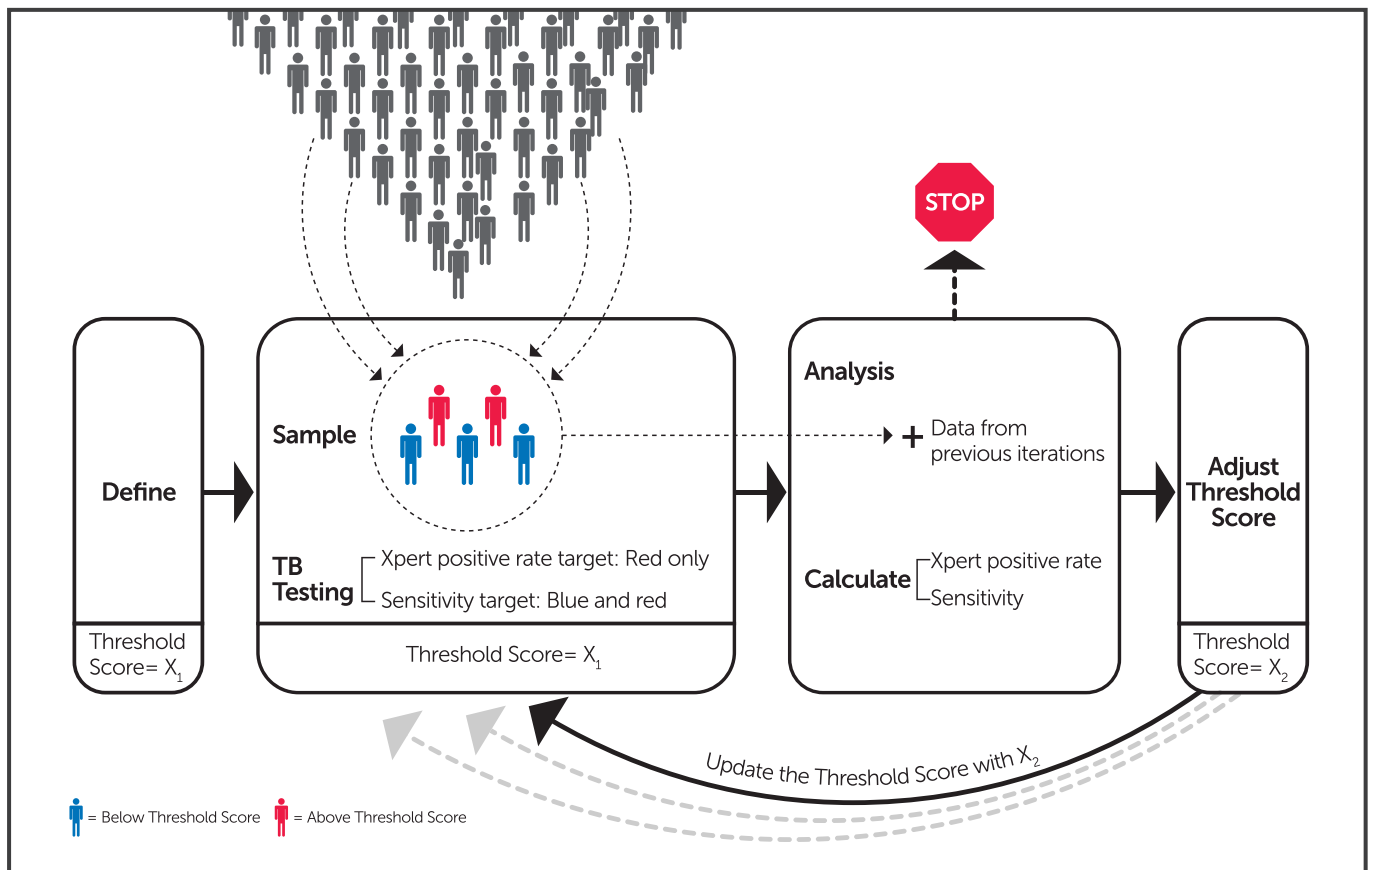 STOP
Define
Threshold
Score= X1
Sample
TB
Testing
Xpert positive rate target: Red only
Sensitivity target: Blue and red
Threshold Score= X1
Analysis
+ Data from
previous iterations
Calculate
Xpert positive rate
Sensitivity
Adjust
Threshold
Score
Threshold
Score= X2
Update the Threshold Score with X2
= Below Threshold Score
= Above Threshold Score